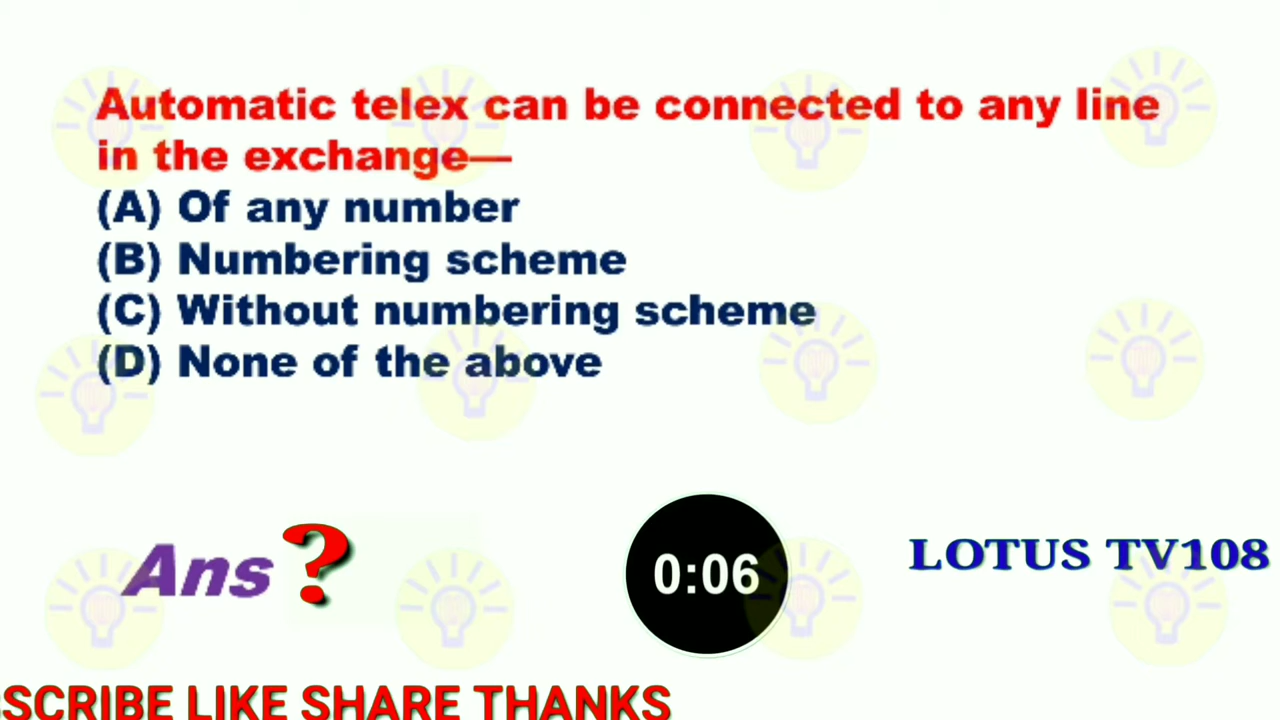 Automatic telex can be connected to any line
in the exchange—
(A) Of any number
(B) Numbering scheme
(C) Without numbering scheme
(D) None of the above
Ans ?
0:06
LOTUS TV108
SCRIBE LIKE SHARE THANKS